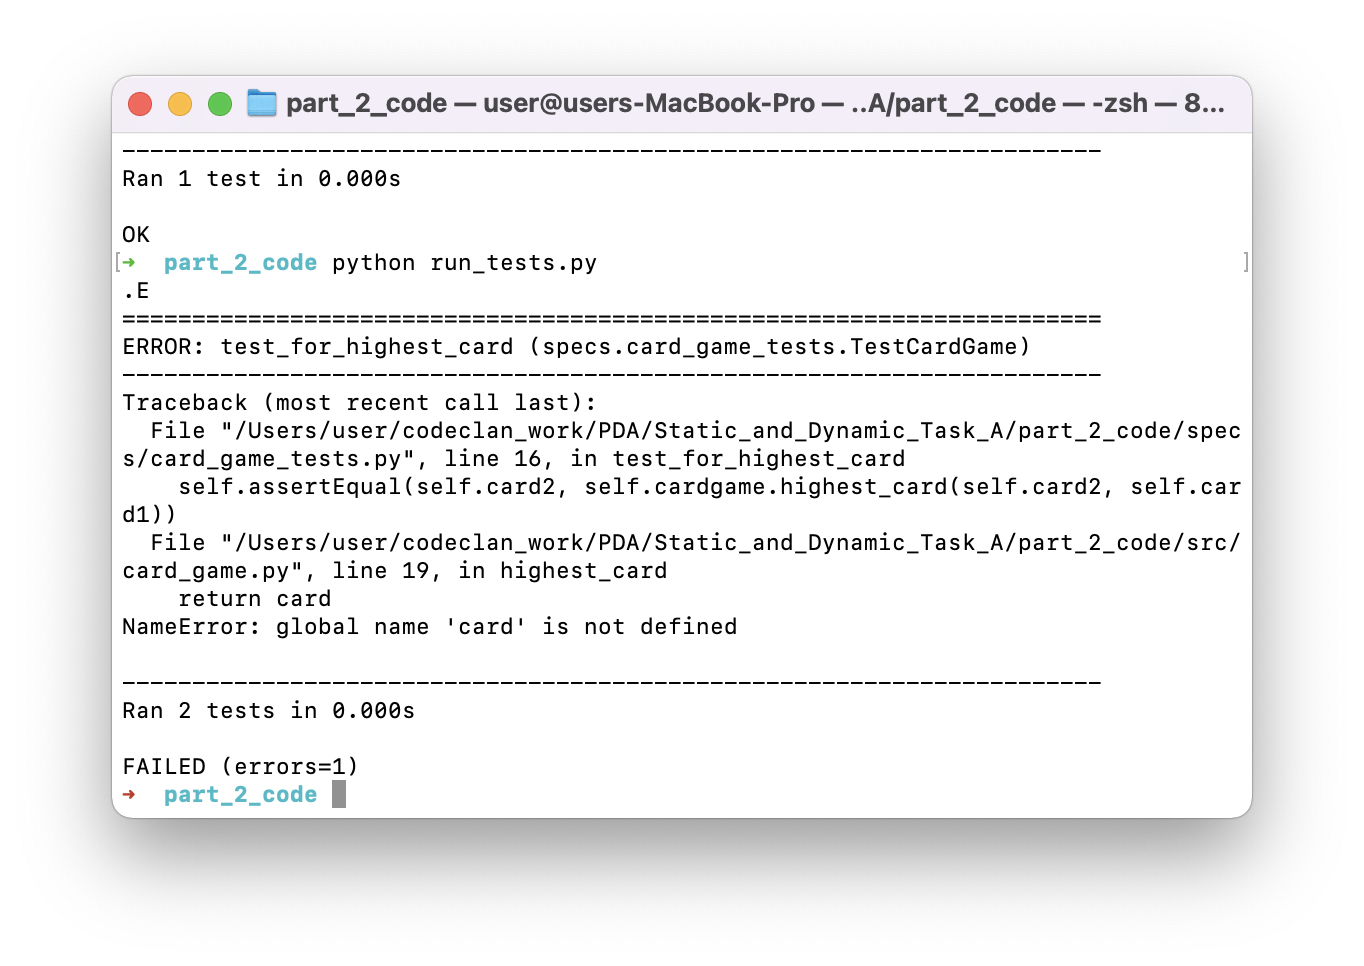 part_2_code — user@users-MacBook-Pro — ..A/part_2_code — -zsh — 8...
----------------------------------------------------------------------
Ran 1 test in 0.000s
OK
[➜  part_2_code python run_tests.py ]
.E
======================================================================
ERROR: test_for_highest_card (specs.card_game_tests.TestCardGame)
----------------------------------------------------------------------
Traceback (most recent call last):
  File "/Users/user/codeclan_work/PDA/Static_and_Dynamic_Task_A/part_2_code/spec
s/card_game_tests.py", line 16, in test_for_highest_card
    self.assertEqual(self.card2, self.cardgame.highest_card(self.card2, self.car
d1))
  File "/Users/user/codeclan_work/PDA/Static_and_Dynamic_Task_A/part_2_code/src/
card_game.py", line 19, in highest_card
    return card
NameError: global name 'card' is not defined
----------------------------------------------------------------------
Ran 2 tests in 0.000s
FAILED (errors=1)
➜  part_2_code